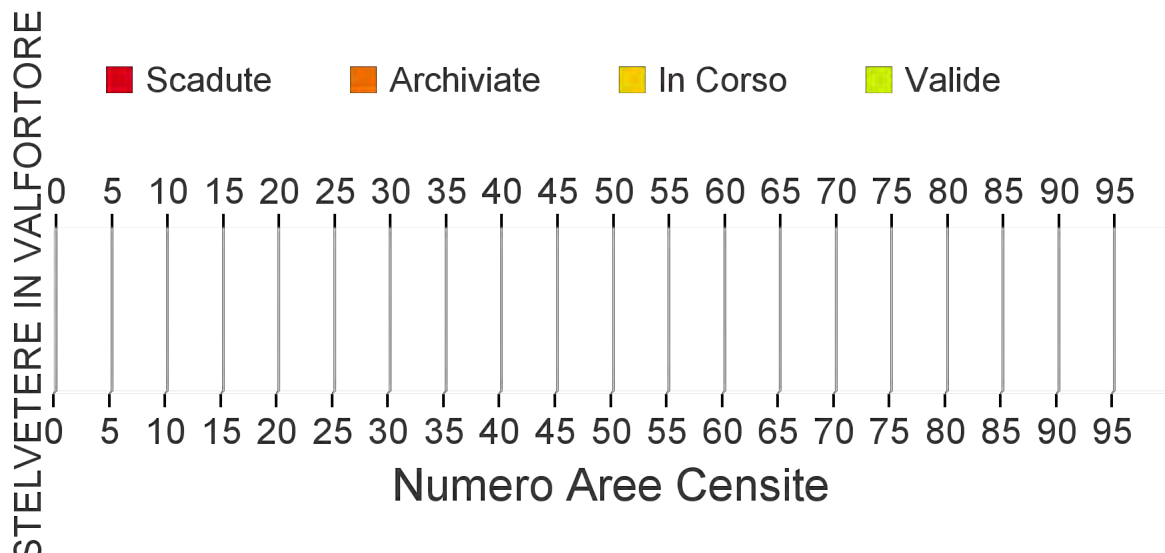 Scadute Archiviate In Corso Valide
0 5 10 15 20 25 30 35 40 45 50 55 60 65 70 75 80 85 90 95
STELVETERE IN VALFORTORE
0 5 10 15 20 25 30 35 40 45 50 55 60 65 70 75 80 85 90 95
Numero Aree Censite